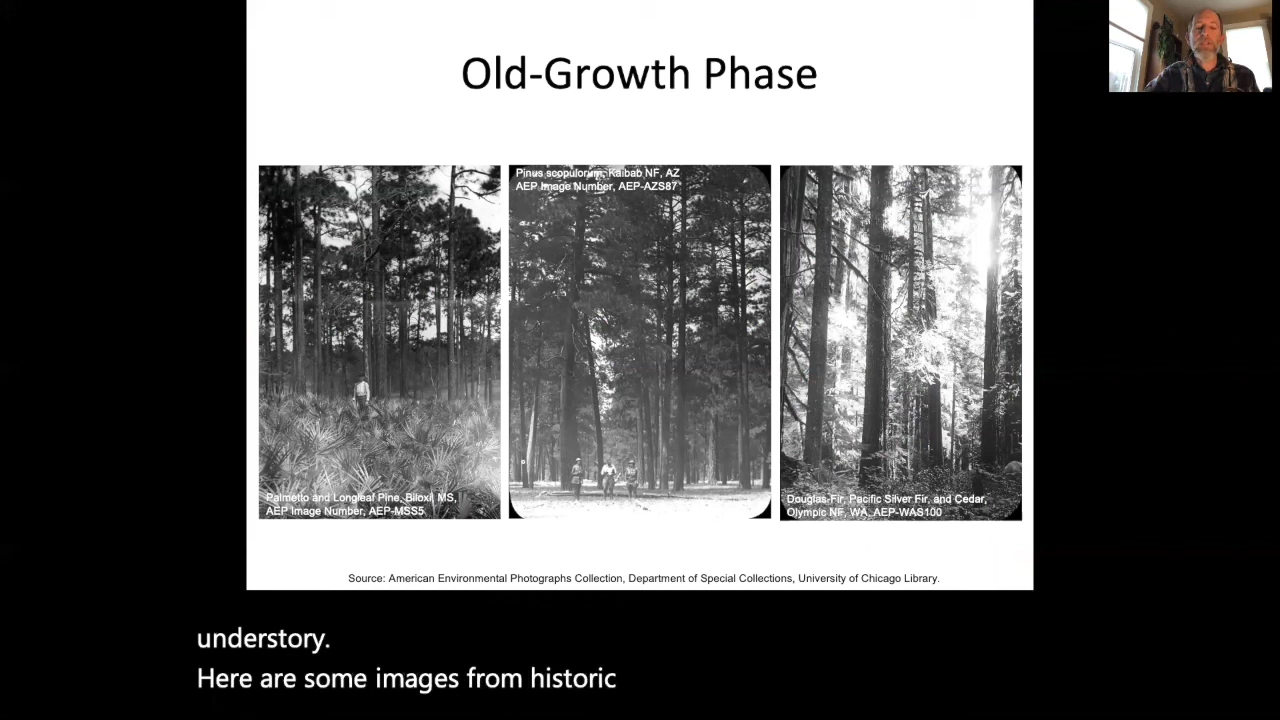 Old-Growth Phase
Palmetto and Longleaf Pine, Biloxi, MS,
AEP Image Number, AEP-MSS5
Pinus scopulorum, Kaibab NF, AZ
AEP Image Number, AEP-AZS87
Douglas-Fir, Pacific Silver Fir, and Cedar,
Olympic NF, WA, AEP-WAS100
Source: American Environmental Photographs Collection, Department of Special Collections, University of Chicago Library.
understory.
Here are some images from historic